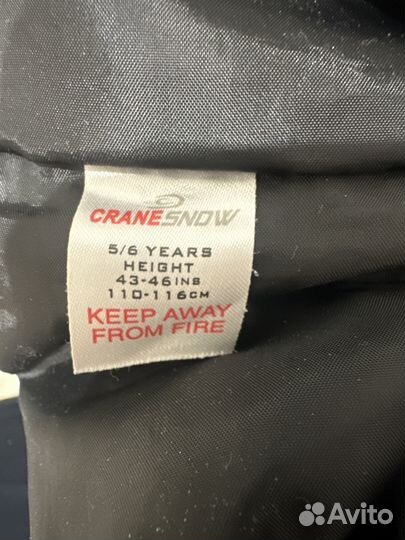 CRANESNOW
5/6 YEARS
HEIGHT
43-46INS
110-116CM
KEEP AWAY
FROM FIRE
Avito